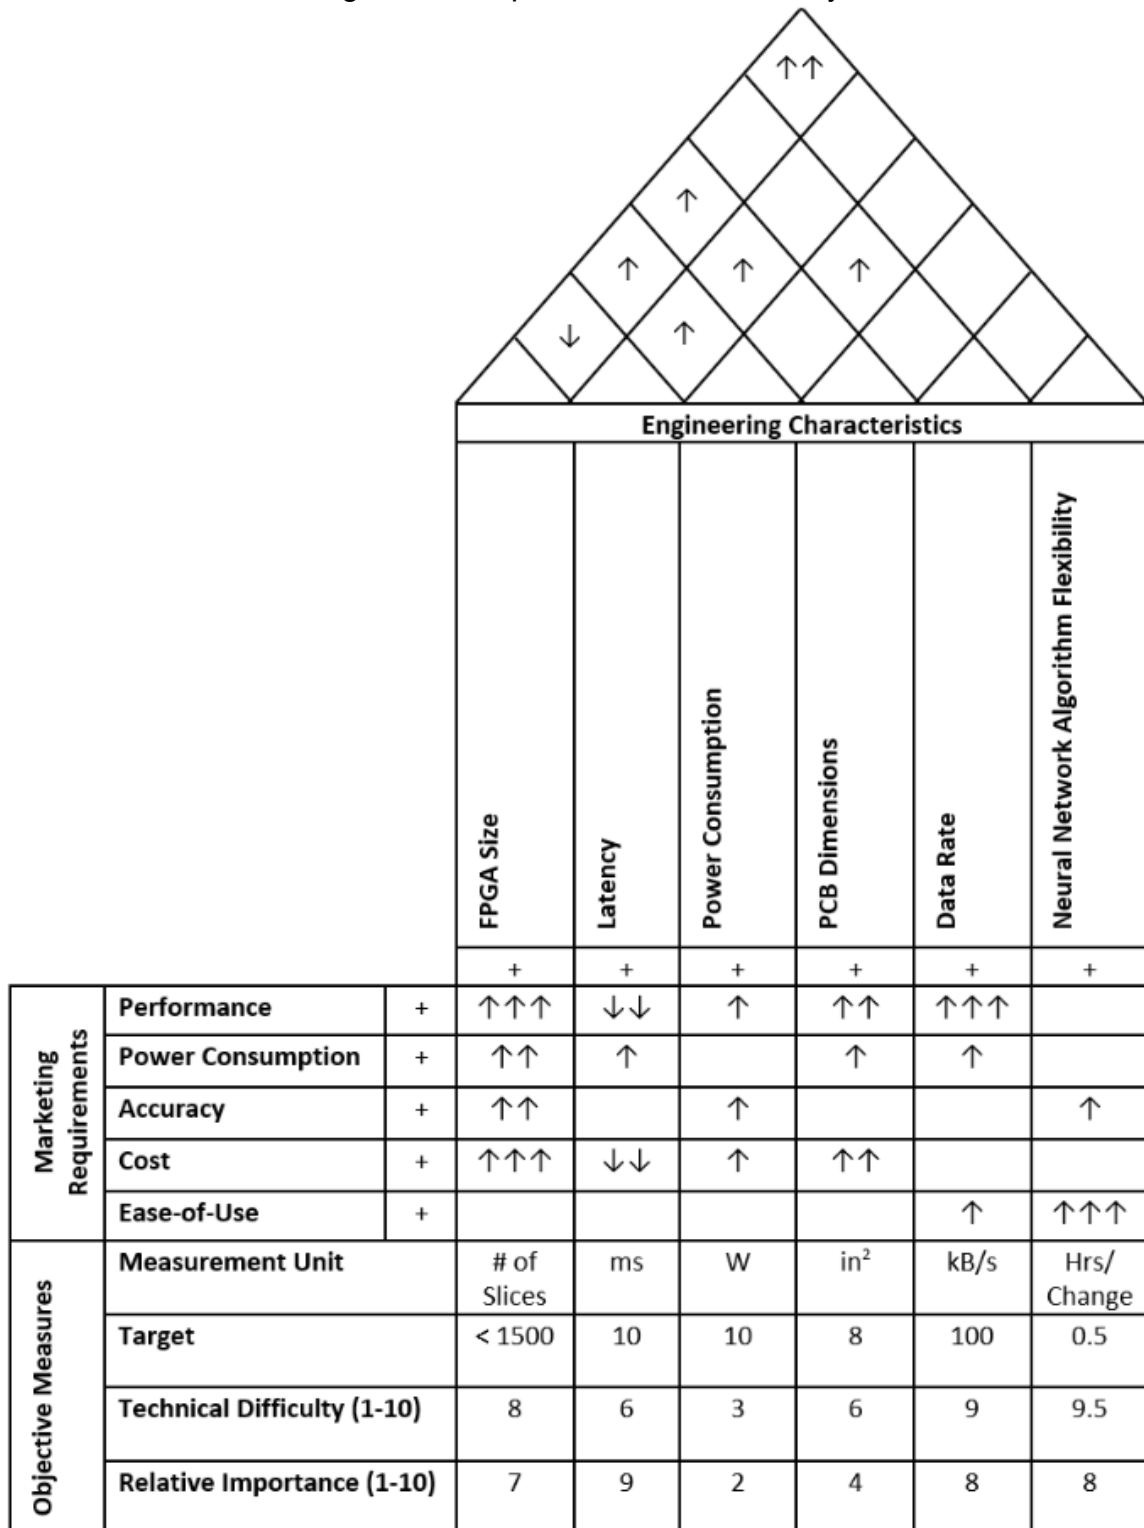 ↑↑
↑
↑ ↑ ↑
↓ ↑
Engineering Characteristics
FPGA Size
Latency
Power Consumption
PCB Dimensions
Data Rate
Neural Network Algorithm Flexibility
+ + + + + +
Marketing
Requirements
Performance + ↑↑↑ ↓↓ ↑ ↑↑ ↑↑↑
Power Consumption + ↑↑ ↑ ↑ ↑
Accuracy + ↑↑ ↑ ↑
Cost + ↑↑↑ ↓↓ ↑ ↑↑
Ease-of-Use + ↑ ↑↑↑
Objective Measures
Measurement Unit # of ms W in² kB/s Hrs/
Slices Change
Target < 1500 10 10 8 100 0.5
Technical Difficulty (1-10) 8 6 3 6 9 9.5
Relative Importance (1-10) 7 9 2 4 8 8